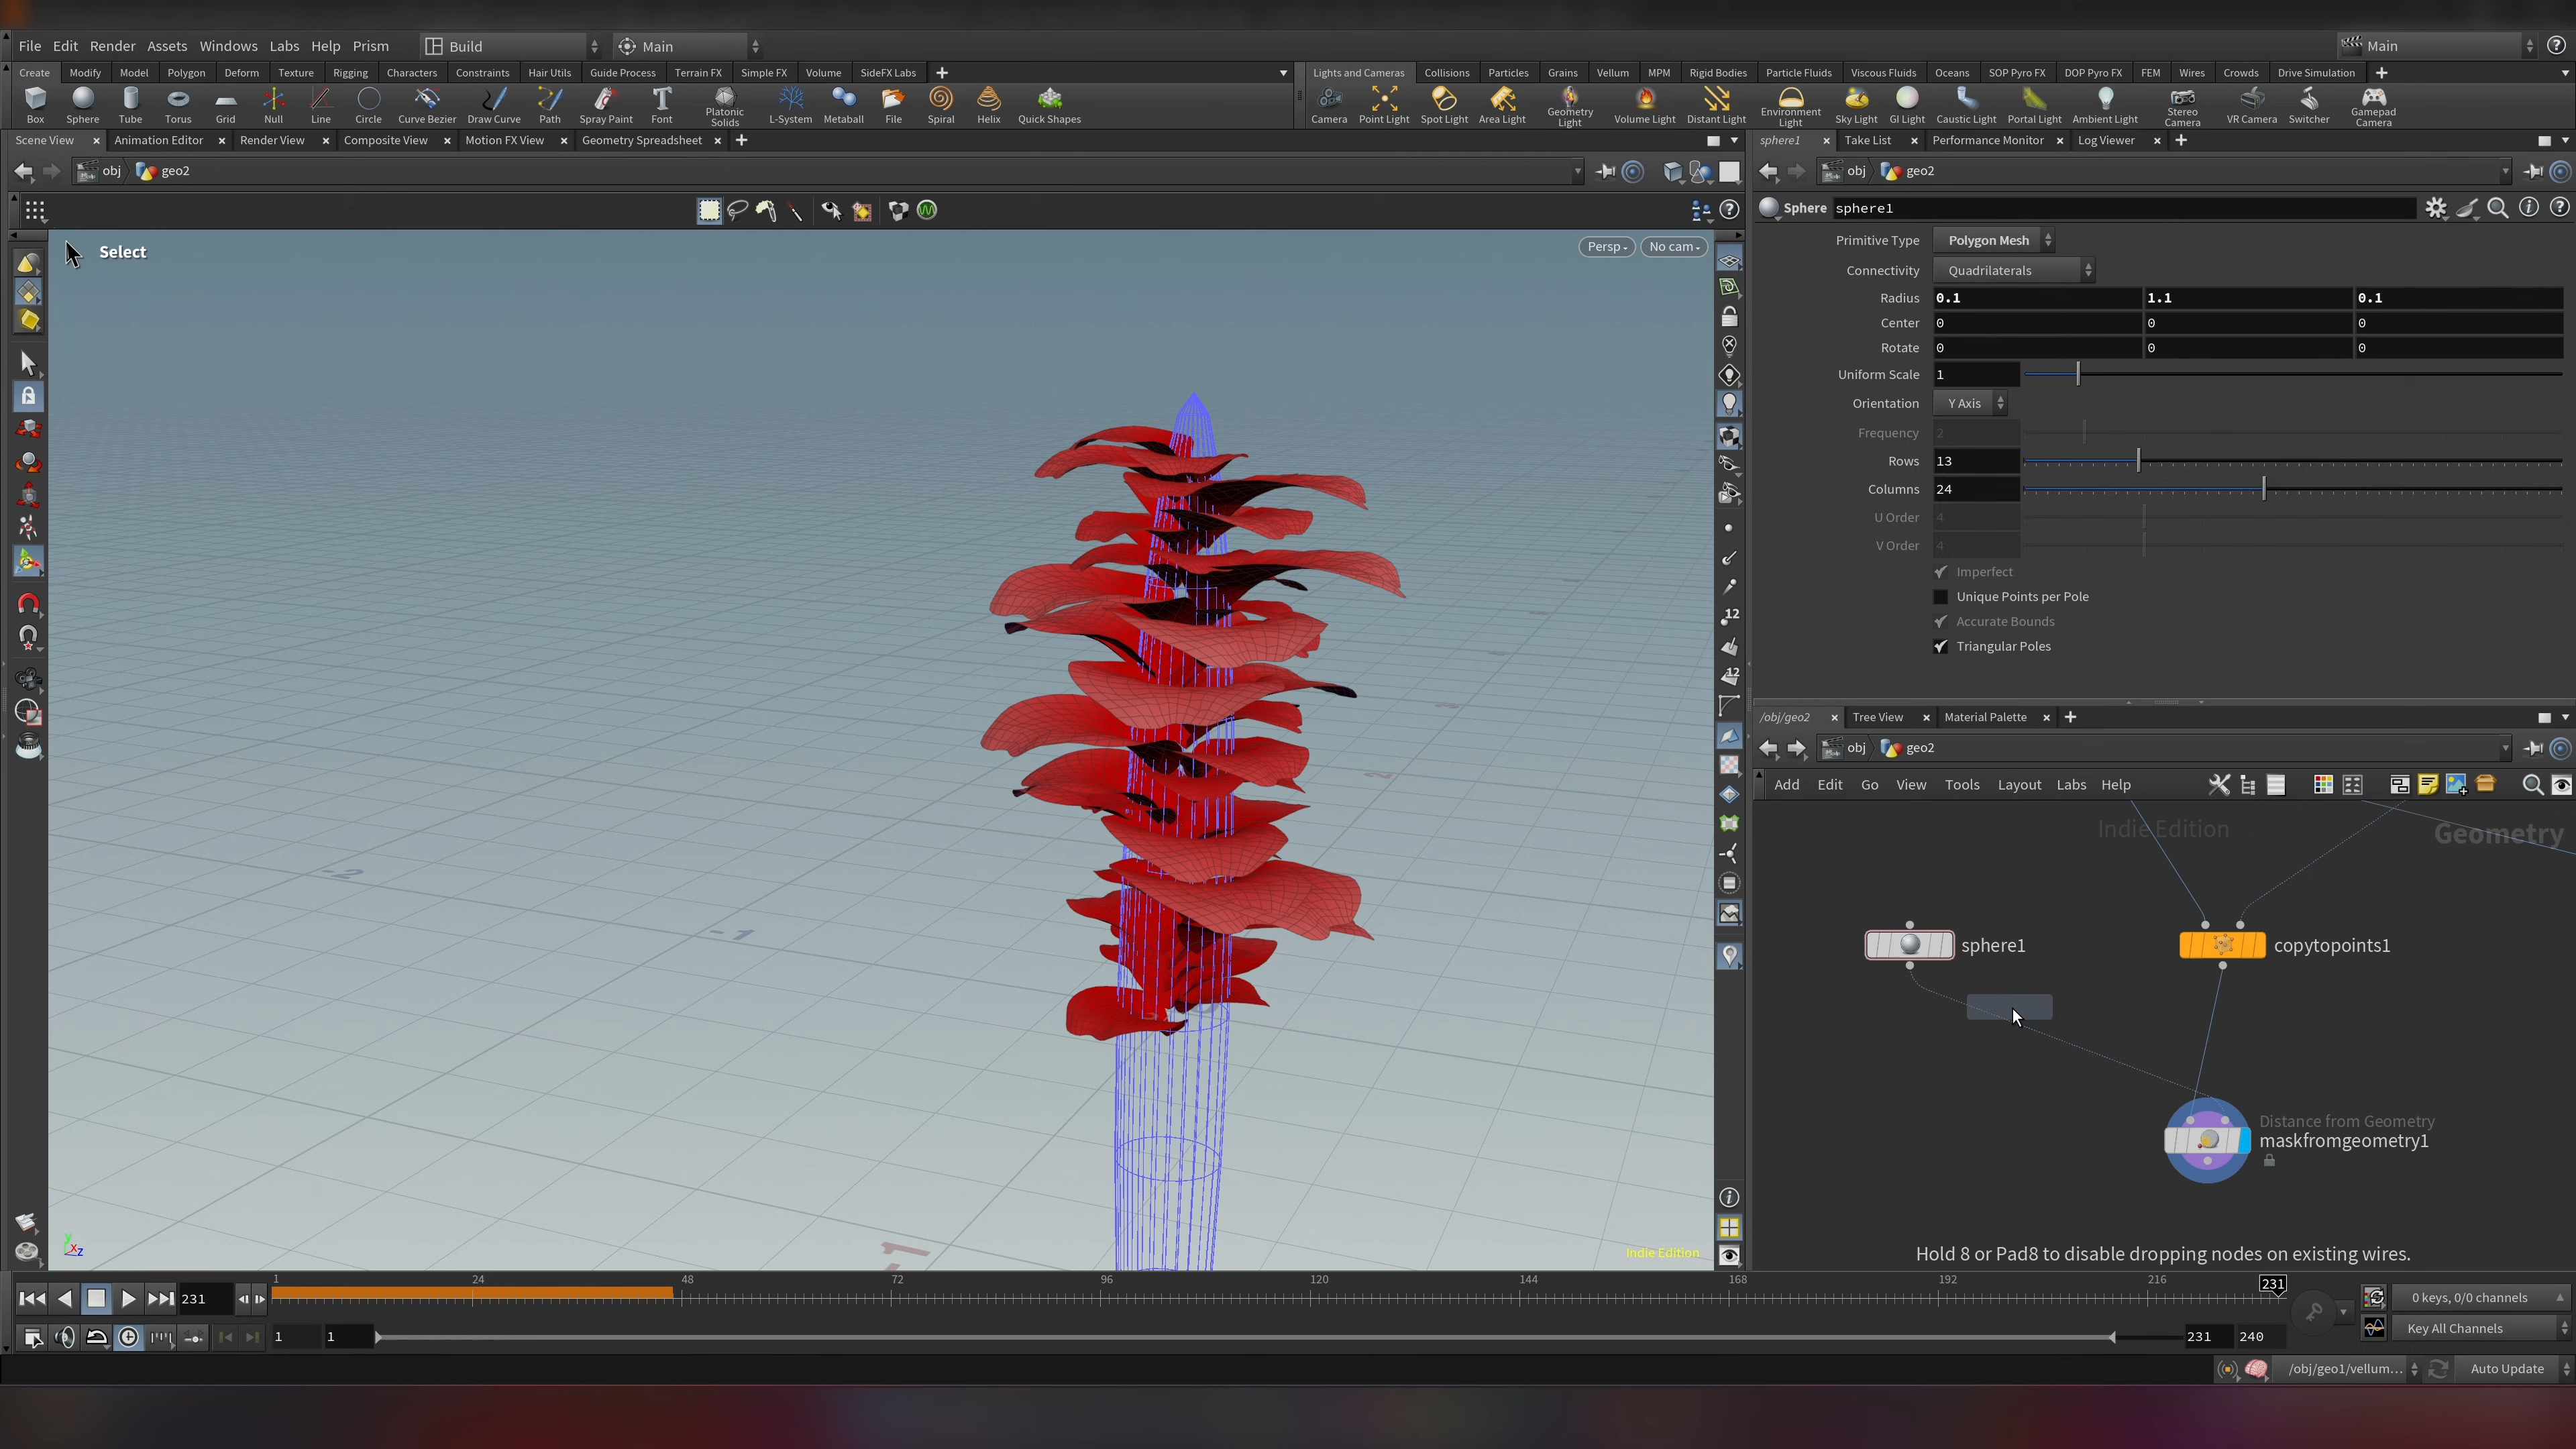 File Edit Render Assets Windows Labs Help Prism Build Main Main
Create Modify Model Polygon Deform Texture Rigging Characters Constraints Hair Utils Guide Process Terrain FX Simple FX Volume SideFX Labs
Lights and Cameras Collisions Particles Grains Vellum MPM Rigid Bodies Particle Fluids Viscous Fluids Oceans SOP Pyro FX DOP Pyro FX FEM Wires Crowds Drive Simulation
Box Sphere Tube Torus Grid Null Line Circle Curve Bezier Draw Curve Path Spray Paint Font Platonic Solids L-System Metaball File Spiral Helix Quick Shapes
Camera Point Light Spot Light Area Light Geometry Light Volume Light Distant Light Environment Light Sky Light GI Light Caustic Light Portal Light Ambient Light Stereo Camera VR Camera Switcher Gamepad Camera
Scene View Animation Editor Render View Composite View Motion FX View Geometry Spreadsheet
obj geo2
Select
Persp No cam
-2
-1
12
12
Indie Edition
sphere1 Take List Performance Monitor Log Viewer
obj geo2
Sphere sphere1
Primitive Type Polygon Mesh
Connectivity Quadrilaterals
Radius 0.1 1.1 0.1
Center 0 0 0
Rotate 0 0 0
Uniform Scale 1
Orientation Y Axis
Frequency 2
Rows 13
Columns 24
U Order 4
V Order 4
Imperfect
Unique Points per Pole
Accurate Bounds
Triangular Poles
/obj/geo2 Tree View Material Palette
obj geo2
Add Edit Go View Tools Layout Labs Help
Indie Edition
Geometry
sphere1
copytopoints1
Distance from Geometry
maskfromgeometry1
Hold 8 or Pad8 to disable dropping nodes on existing wires.
231 1 24 48 72 96 120 144 168 192 216 231
0 keys, 0/0 channels
1 1 231 240 Key All Channels
/obj/geo1/vellum... Auto Update